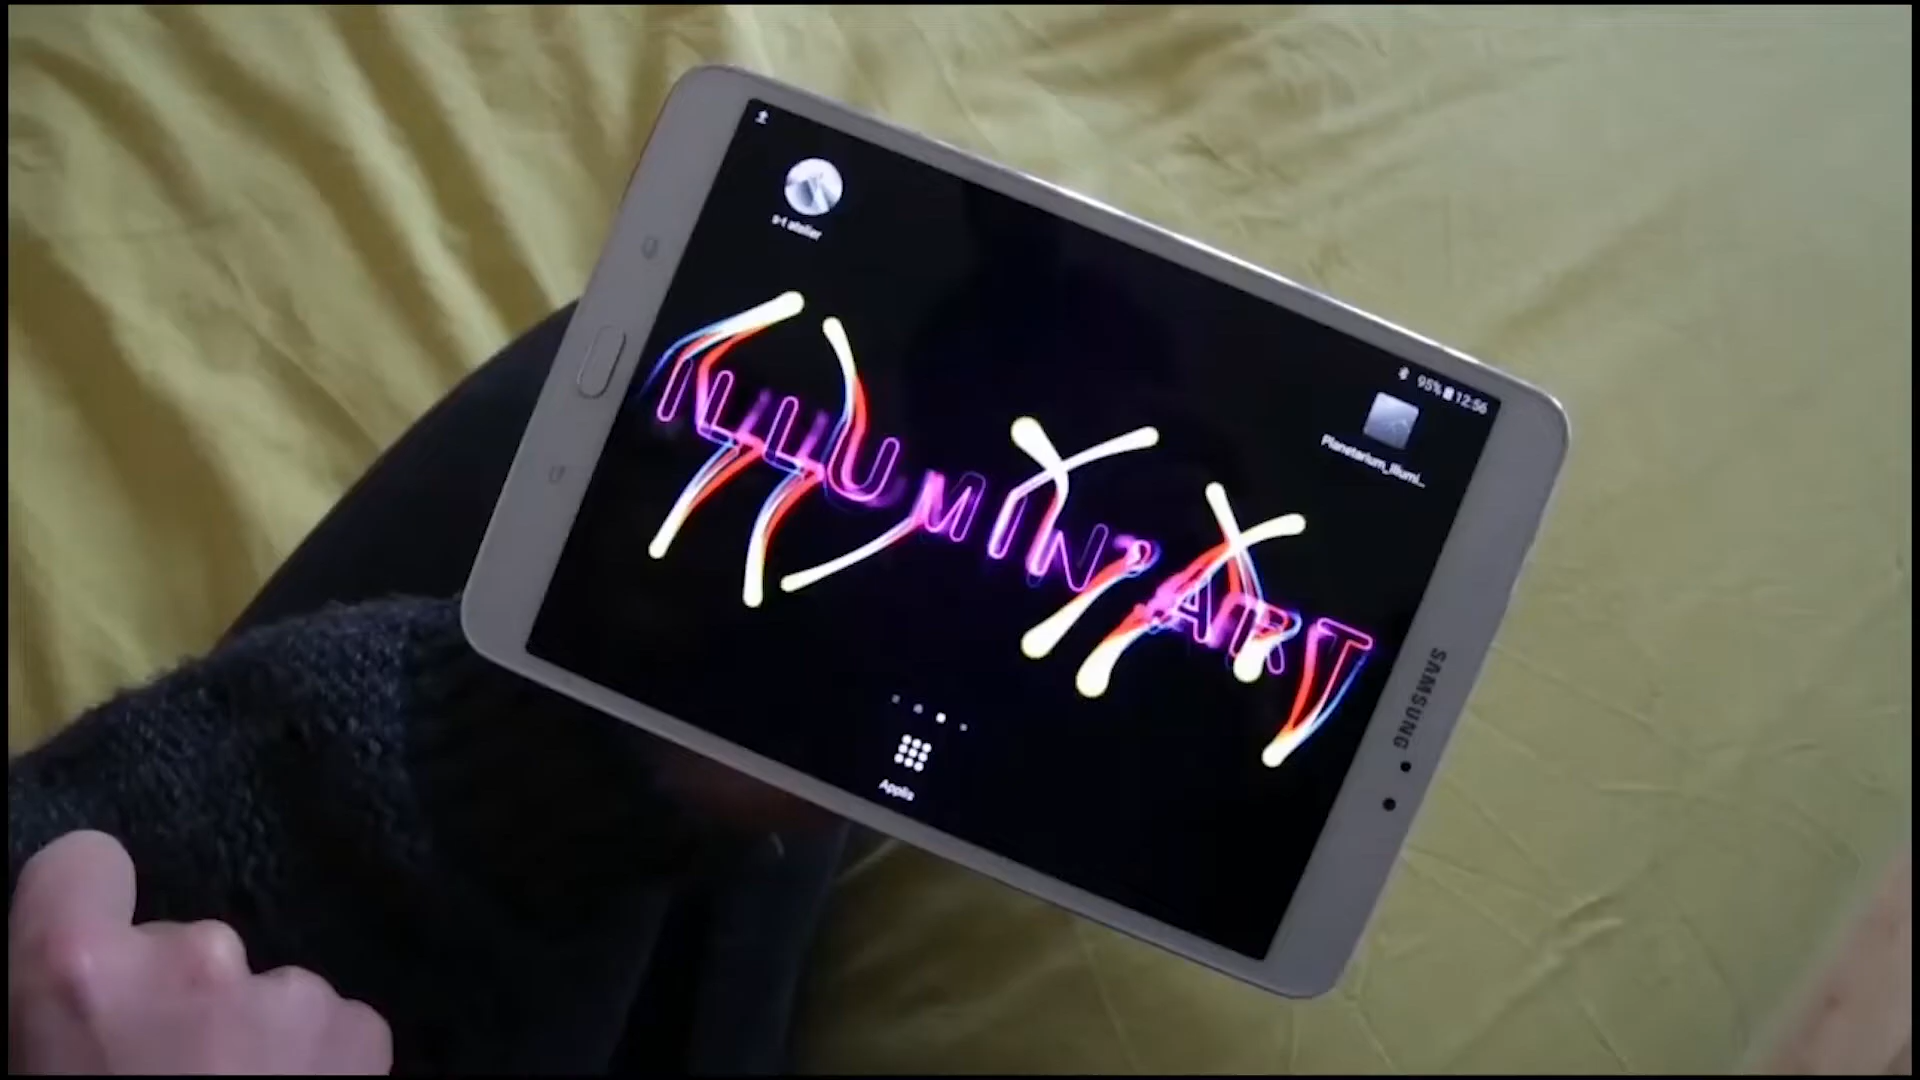 95% 12:56
s-t atelier
Planetarium_Illumi...
ILLUMIN'ART
Applis
SAMSUNG